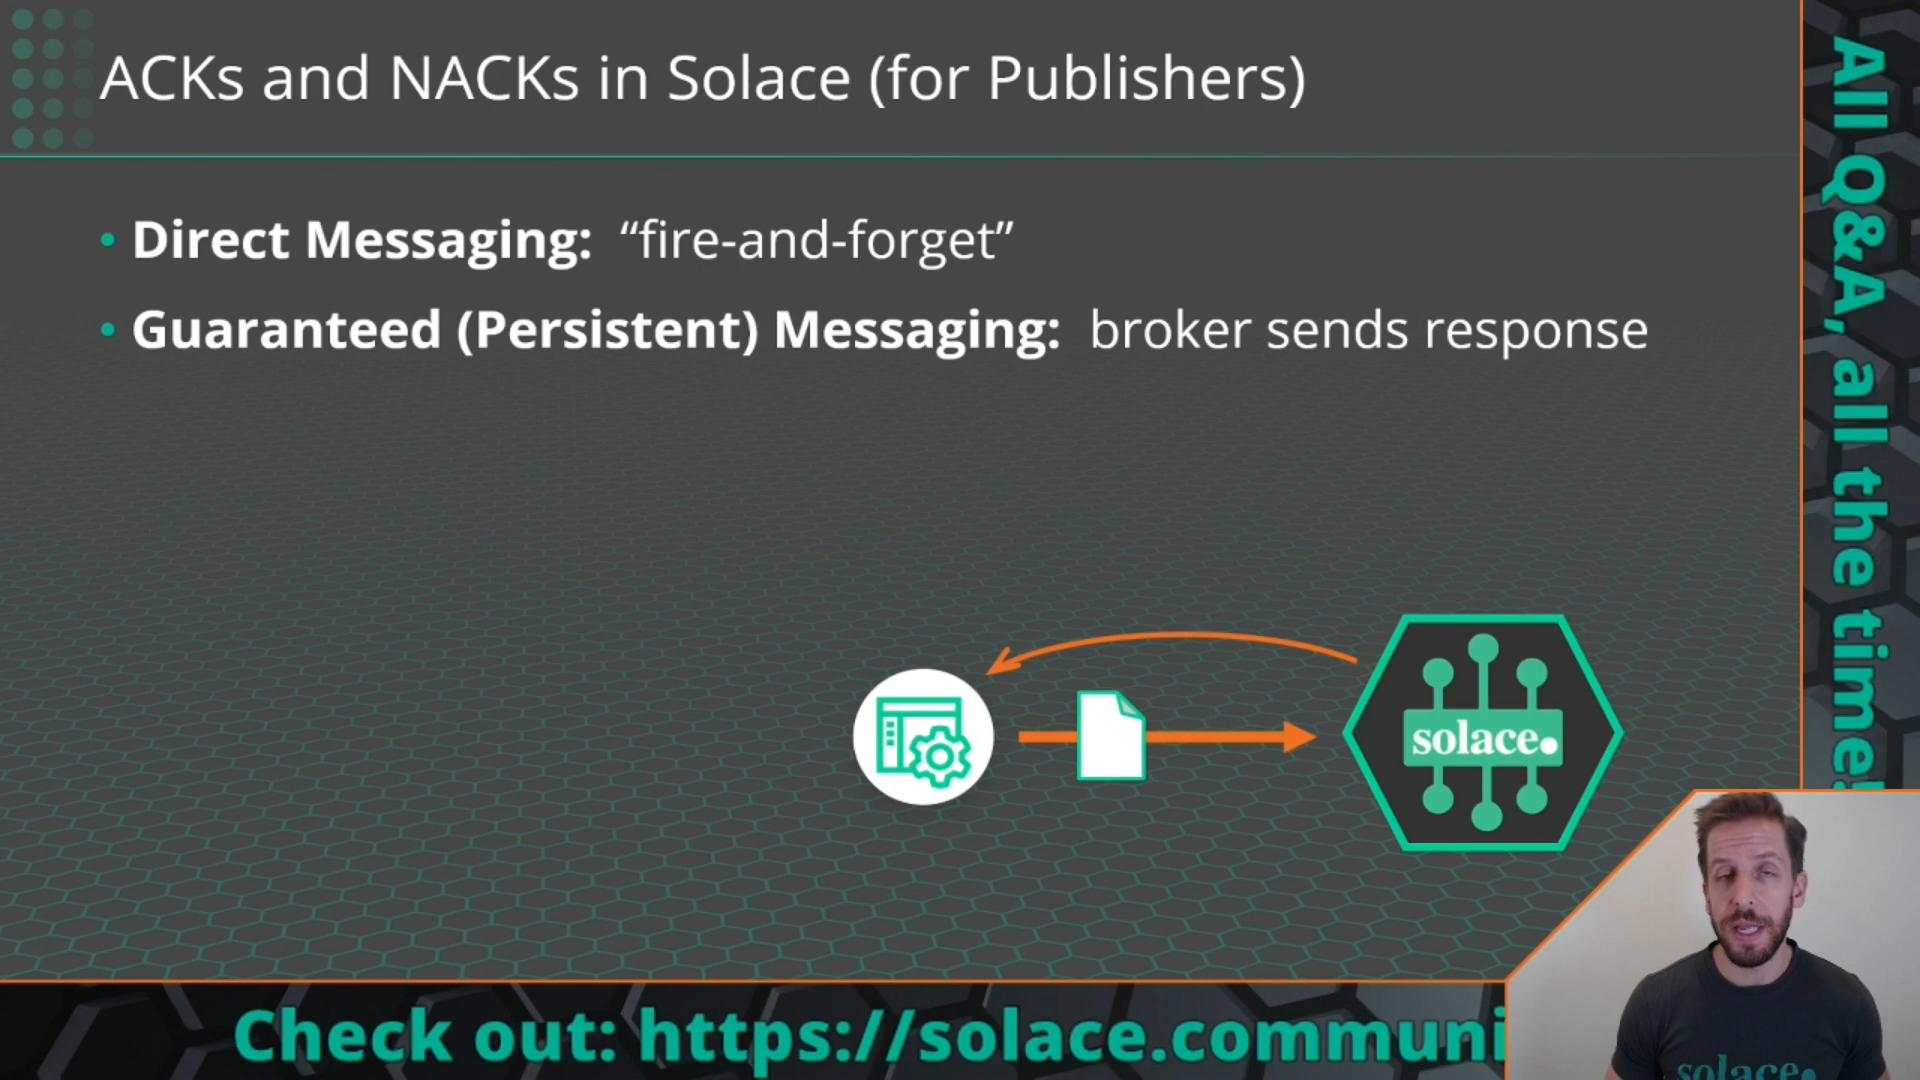 ACKs and NACKs in Solace (for Publishers)
• Direct Messaging: “fire-and-forget”
• Guaranteed (Persistent) Messaging: broker sends response
solace.
All Q&A, all the time!
Check out: https://solace.communi
solace.